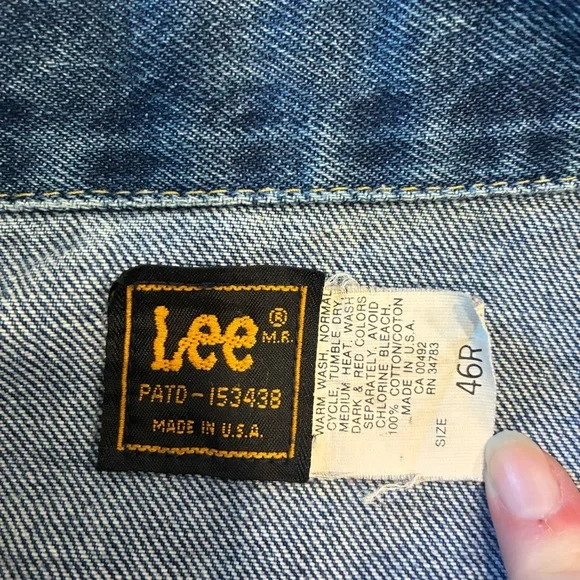 Lee®
M.R.
PATD-153438
MADE IN U.S.A.
WARM WASH, NORMAL
CYCLE, TUMBLE DRY,
MEDIUM HEAT. WASH
DARK & RED COLORS
SEPARATELY. AVOID
CHLORINE BLEACH.
100% COTTON/COTON
MADE IN U.S.A.
CA 00492
RN 34783
SIZE 46R